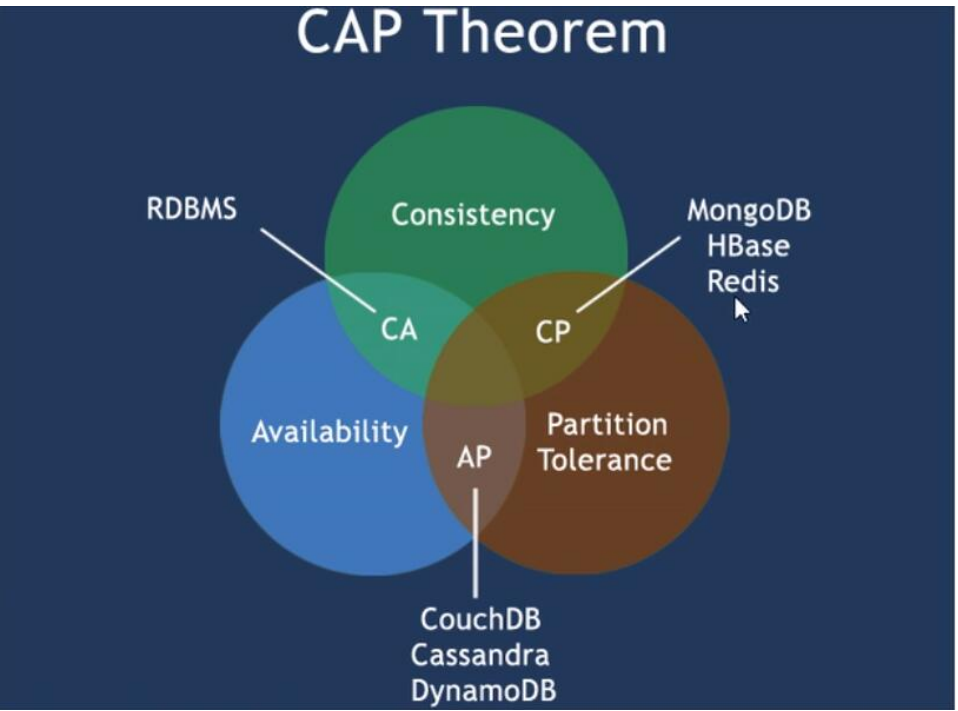 CAP Theorem
RDBMS
Consistency
MongoDB
HBase
Redis
CA
CP
Availability
Partition
Tolerance
AP
CouchDB
Cassandra
DynamoDB